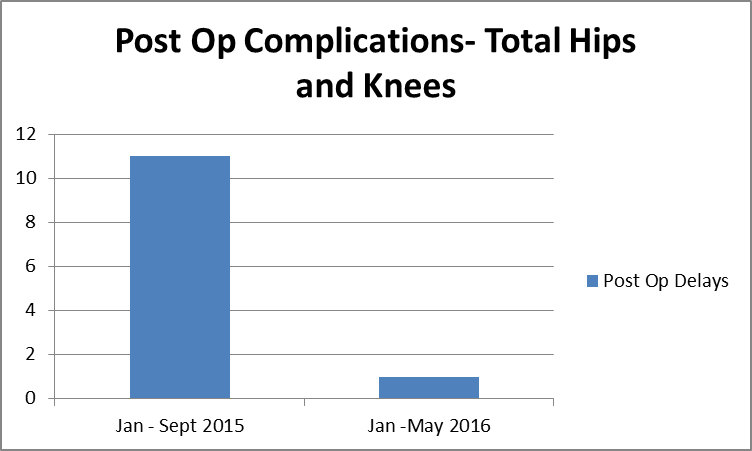 Post Op Complications- Total Hips
and Knees
12
10
8
6
4
2
0
Jan - Sept 2015
Jan -May 2016
Post Op Delays